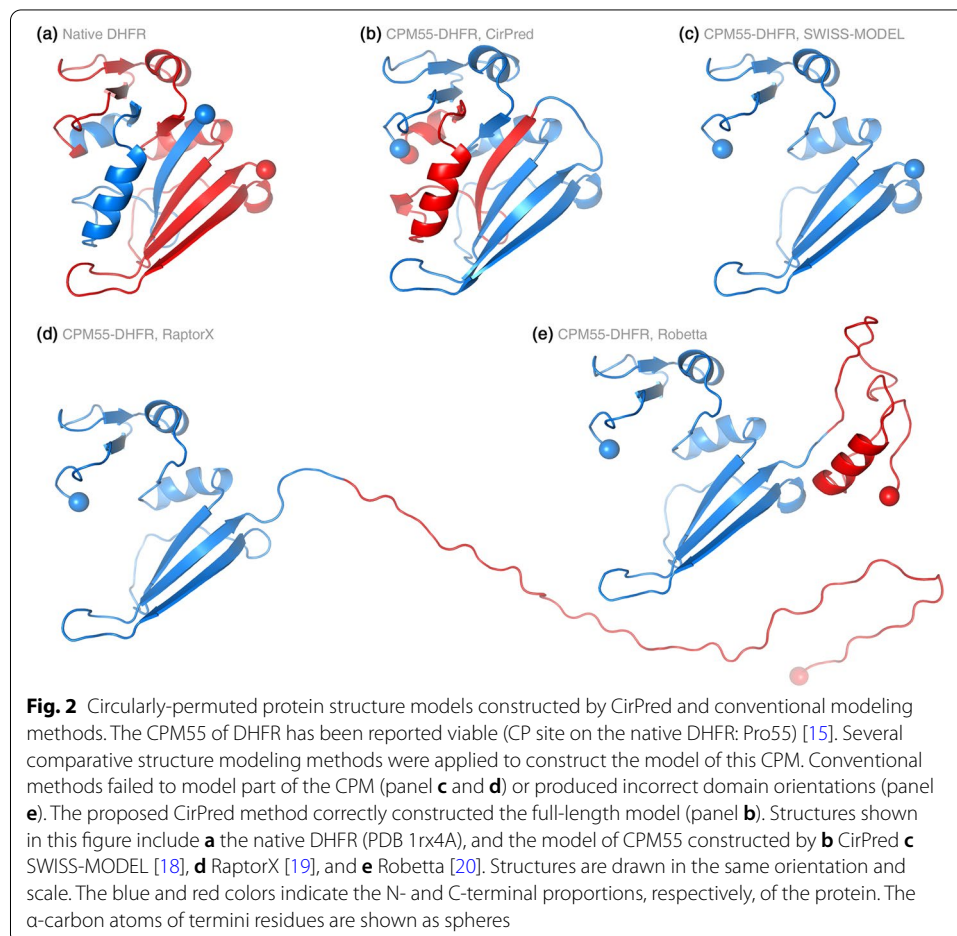 (a) Native DHFR
(b) CPM55-DHFR, CirPred
(c) CPM55-DHFR, SWISS-MODEL
(d) CPM55-DHFR, RaptorX
(e) CPM55-DHFR, Robetta
Fig. 2 Circularly-permuted protein structure models constructed by CirPred and conventional modeling
methods. The CPM55 of DHFR has been reported viable (CP site on the native DHFR: Pro55) [15]. Several
comparative structure modeling methods were applied to construct the model of this CPM. Conventional
methods failed to model part of the CPM (panel c and d) or produced incorrect domain orientations (panel
e). The proposed CirPred method correctly constructed the full-length model (panel b). Structures shown
in this figure include a the native DHFR (PDB 1rx4A), and the model of CPM55 constructed by b CirPred c
SWISS-MODEL [18], d RaptorX [19], and e Robetta [20]. Structures are drawn in the same orientation and
scale. The blue and red colors indicate the N- and C-terminal proportions, respectively, of the protein. The
α-carbon atoms of termini residues are shown as spheres